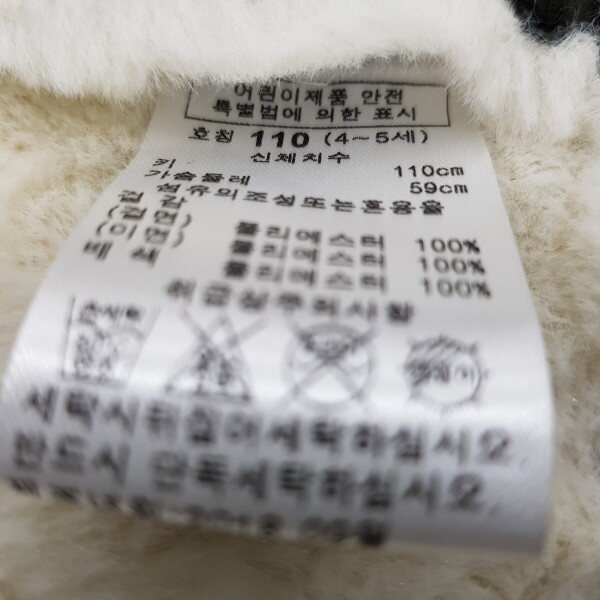 어린이제품 안전
특별법에 의한 표시
호칭 110 (4~5세)
신체치수
키 110cm
가슴둘레 59cm
섬유의조성또는혼용율
겉감
(겉면) 폴리에스터 100%
(이면) 폴리에스터 100%
배색 폴리에스터 100%
취급상주의사항
세탁시뒤집어세탁하십시오.
반드시 단독세탁하십시오.